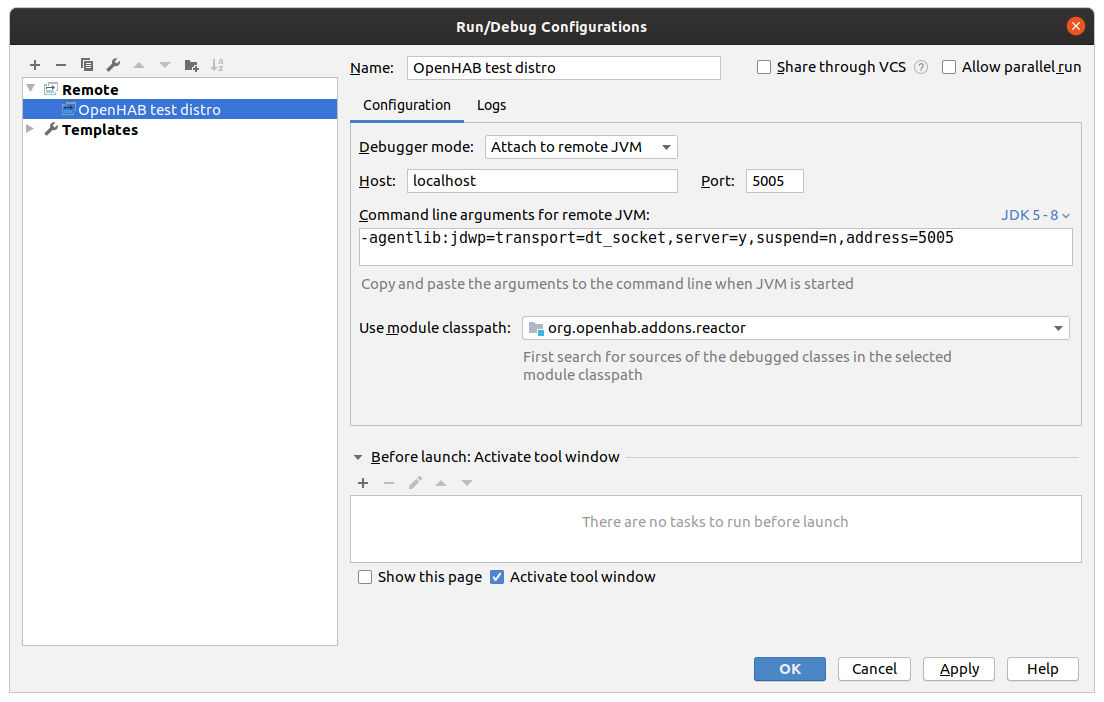 Run/Debug Configurations
Name: OpenHAB test distro
Share through VCS ? Allow parallel run
Remote
OpenHAB test distro
Templates
Configuration Logs
Debugger mode: Attach to remote JVM
Host: localhost Port: 5005
Command line arguments for remote JVM: JDK 5 - 8
-agentlib:jdwp=transport=dt_socket,server=y,suspend=n,address=5005
Copy and paste the arguments to the command line when JVM is started
Use module classpath: org.openhab.addons.reactor
First search for sources of the debugged classes in the selected
module classpath
Before launch: Activate tool window
There are no tasks to run before launch
Show this page Activate tool window
OK Cancel Apply Help